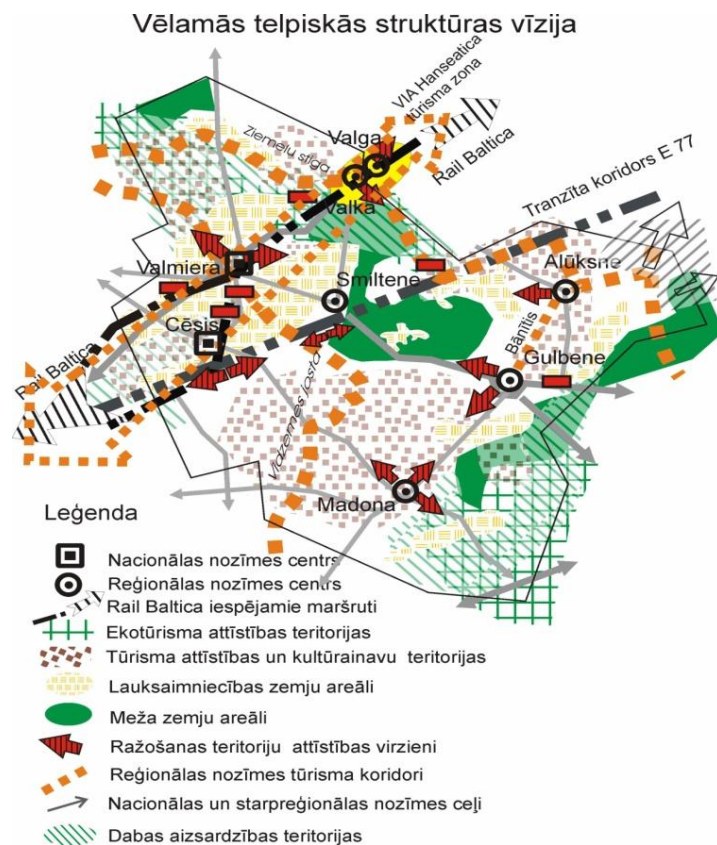 Vēlamās telpiskās struktūras vīzija
VIA Hanseatica
tūrisma zona
Ziemeļu stīga
Valga
Rail Baltica
Valka
Tranzīta koridors E 77
Valmiera
Smiltene
Alūksne
Cēsis
Bānītis
Gulbene
Rail Baltica
Vidzemes josta
Madona
Leģenda
Nacionālas nozīmes centrs
Reģionālas nozīmes centrs
Rail Baltica iespējamie maršruti
Ekotūrisma attīstības teritorijas
Tūrisma attīstības un kultūrainavu teritorijas
Lauksaimniecības zemju areāli
Meža zemju areāli
Ražošanas teritoriju attīstības virzieni
Reģionālas nozīmes tūrisma koridori
Nacionālas un starpreģionālas nozīmes ceļi
Dabas aizsardzības teritorijas